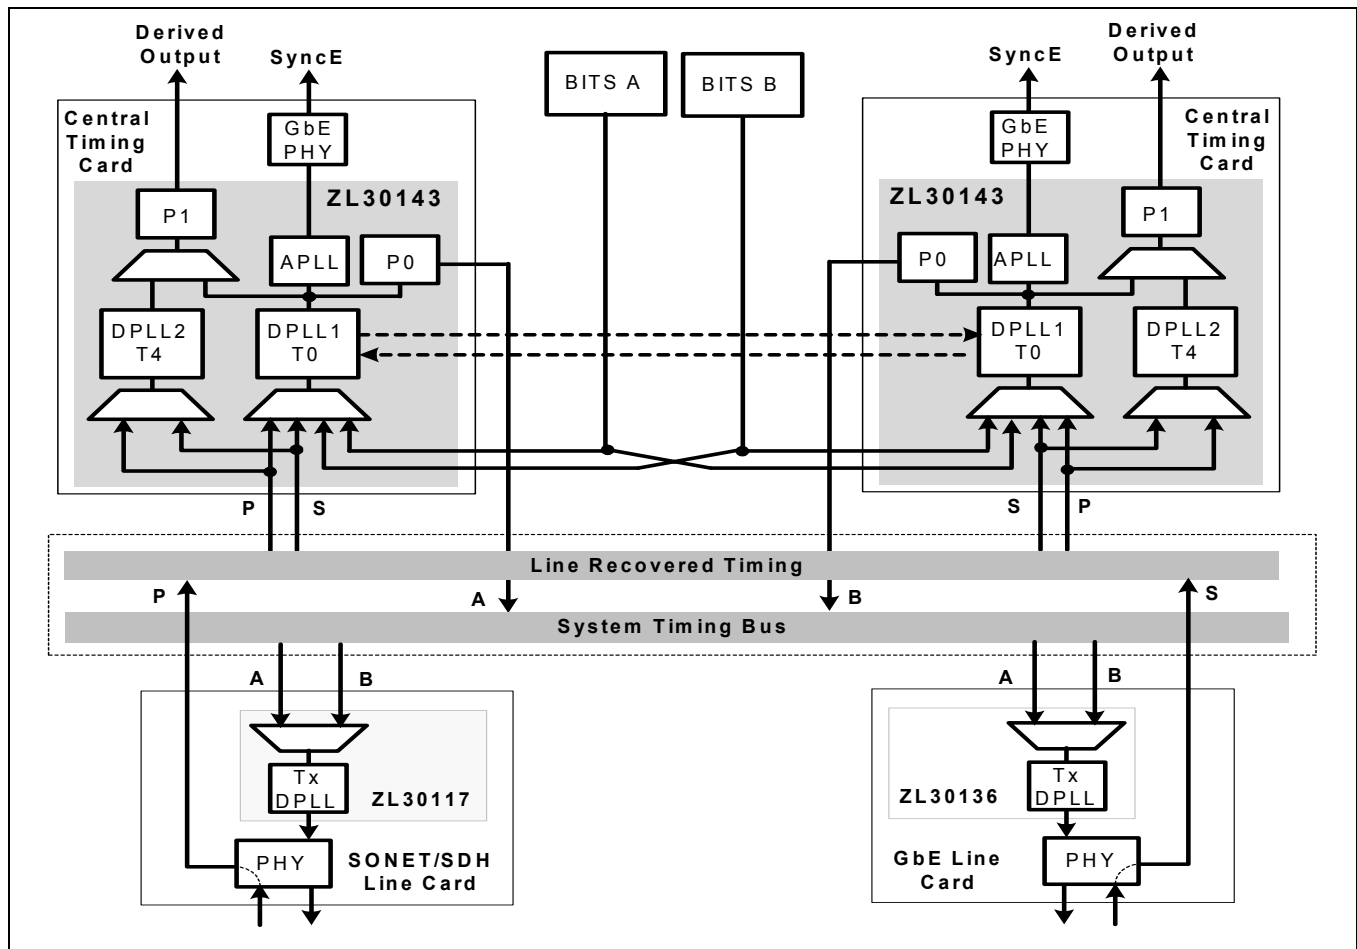 Derived
Output
SyncE
BITS A
BITS B
SyncE
Derived
Output
Central
Timing
Card
GbE
PHY
GbE
PHY
Central
Timing
Card
ZL30143
ZL30143
P1
APLL
P0
P0
APLL
P1
DPLL2
T4
DPLL1
T0
DPLL1
T0
DPLL2
T4
P
S
S
P
Line Recovered Timing
P
A
B
S
System Timing Bus
A
B
A
B
Tx
DPLL
ZL30117
ZL30136
Tx
DPLL
PHY
SONET/SDH
Line Card
GbE Line
Card
PHY